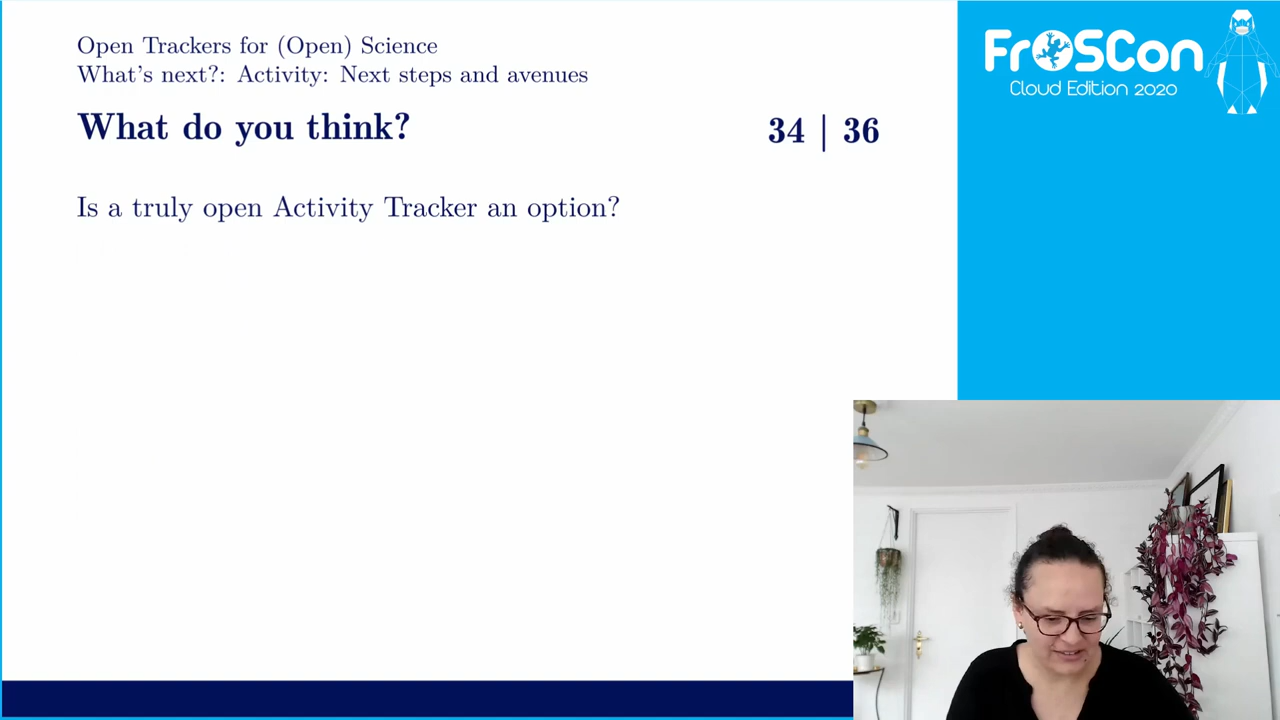 Open Trackers for (Open) Science
What's next?: Activity: Next steps and avenues
What do you think?
34 | 36
Is a truly open Activity Tracker an option?
FrOSCon
Cloud Edition 2020